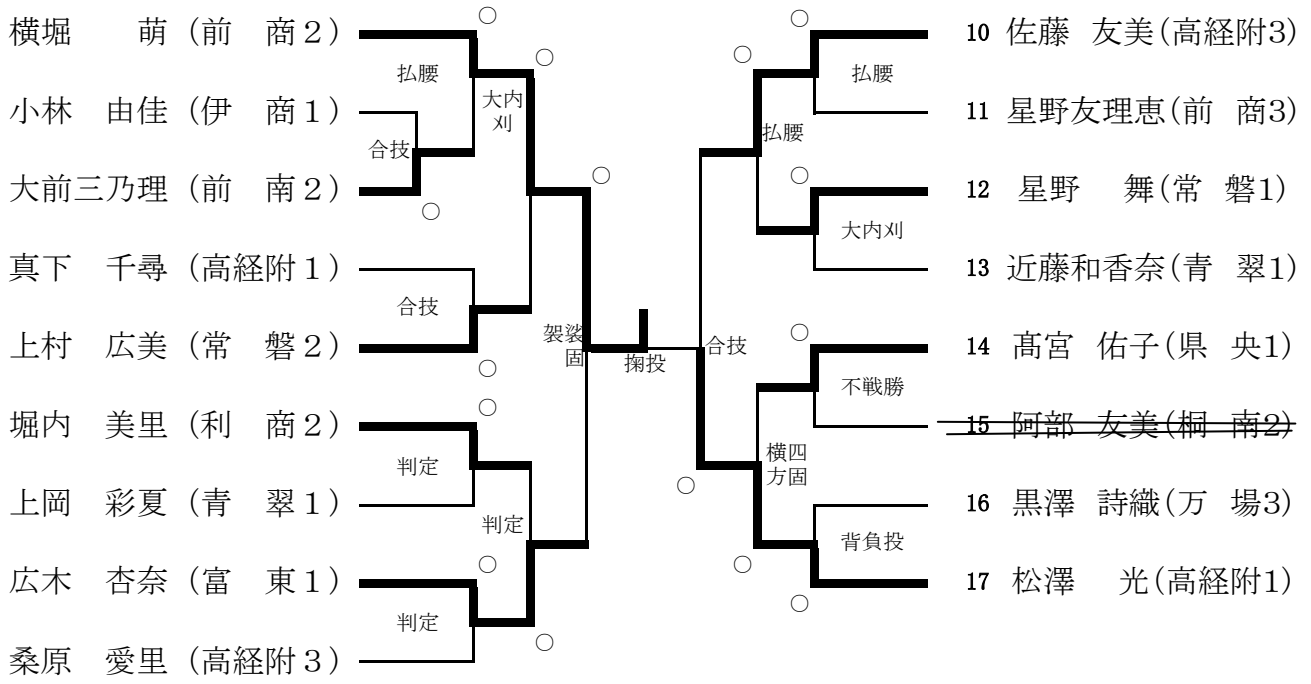 横堀 萌 (前 商2)
小林 由佳 (伊 商1)
大前三乃理 (前 南2)
真下 千尋 (高経附1)
上村 広美 (常 磐2)
堀内 美里 (利 商2)
上岡 彩夏 (青 翠1)
広木 杏奈 (富 東1)
桑原 愛里 (高経附3)
払腰
合技
大内
刈
合技
判定
判定
判定
袈裟
固
掬投
合技
払腰
払腰
大内刈
不戦勝
横四
方固
背負投
10 佐藤 友美(高経附3)
11 星野友理恵(前 商3)
12 星野 舞(常 磐1)
13 近藤和香奈(青 翠1)
14 髙宮 佑子(県 央1)
15 阿部 友美(桐 南2)
16 黒澤 詩織(万 場3)
17 松澤 光(高経附1)